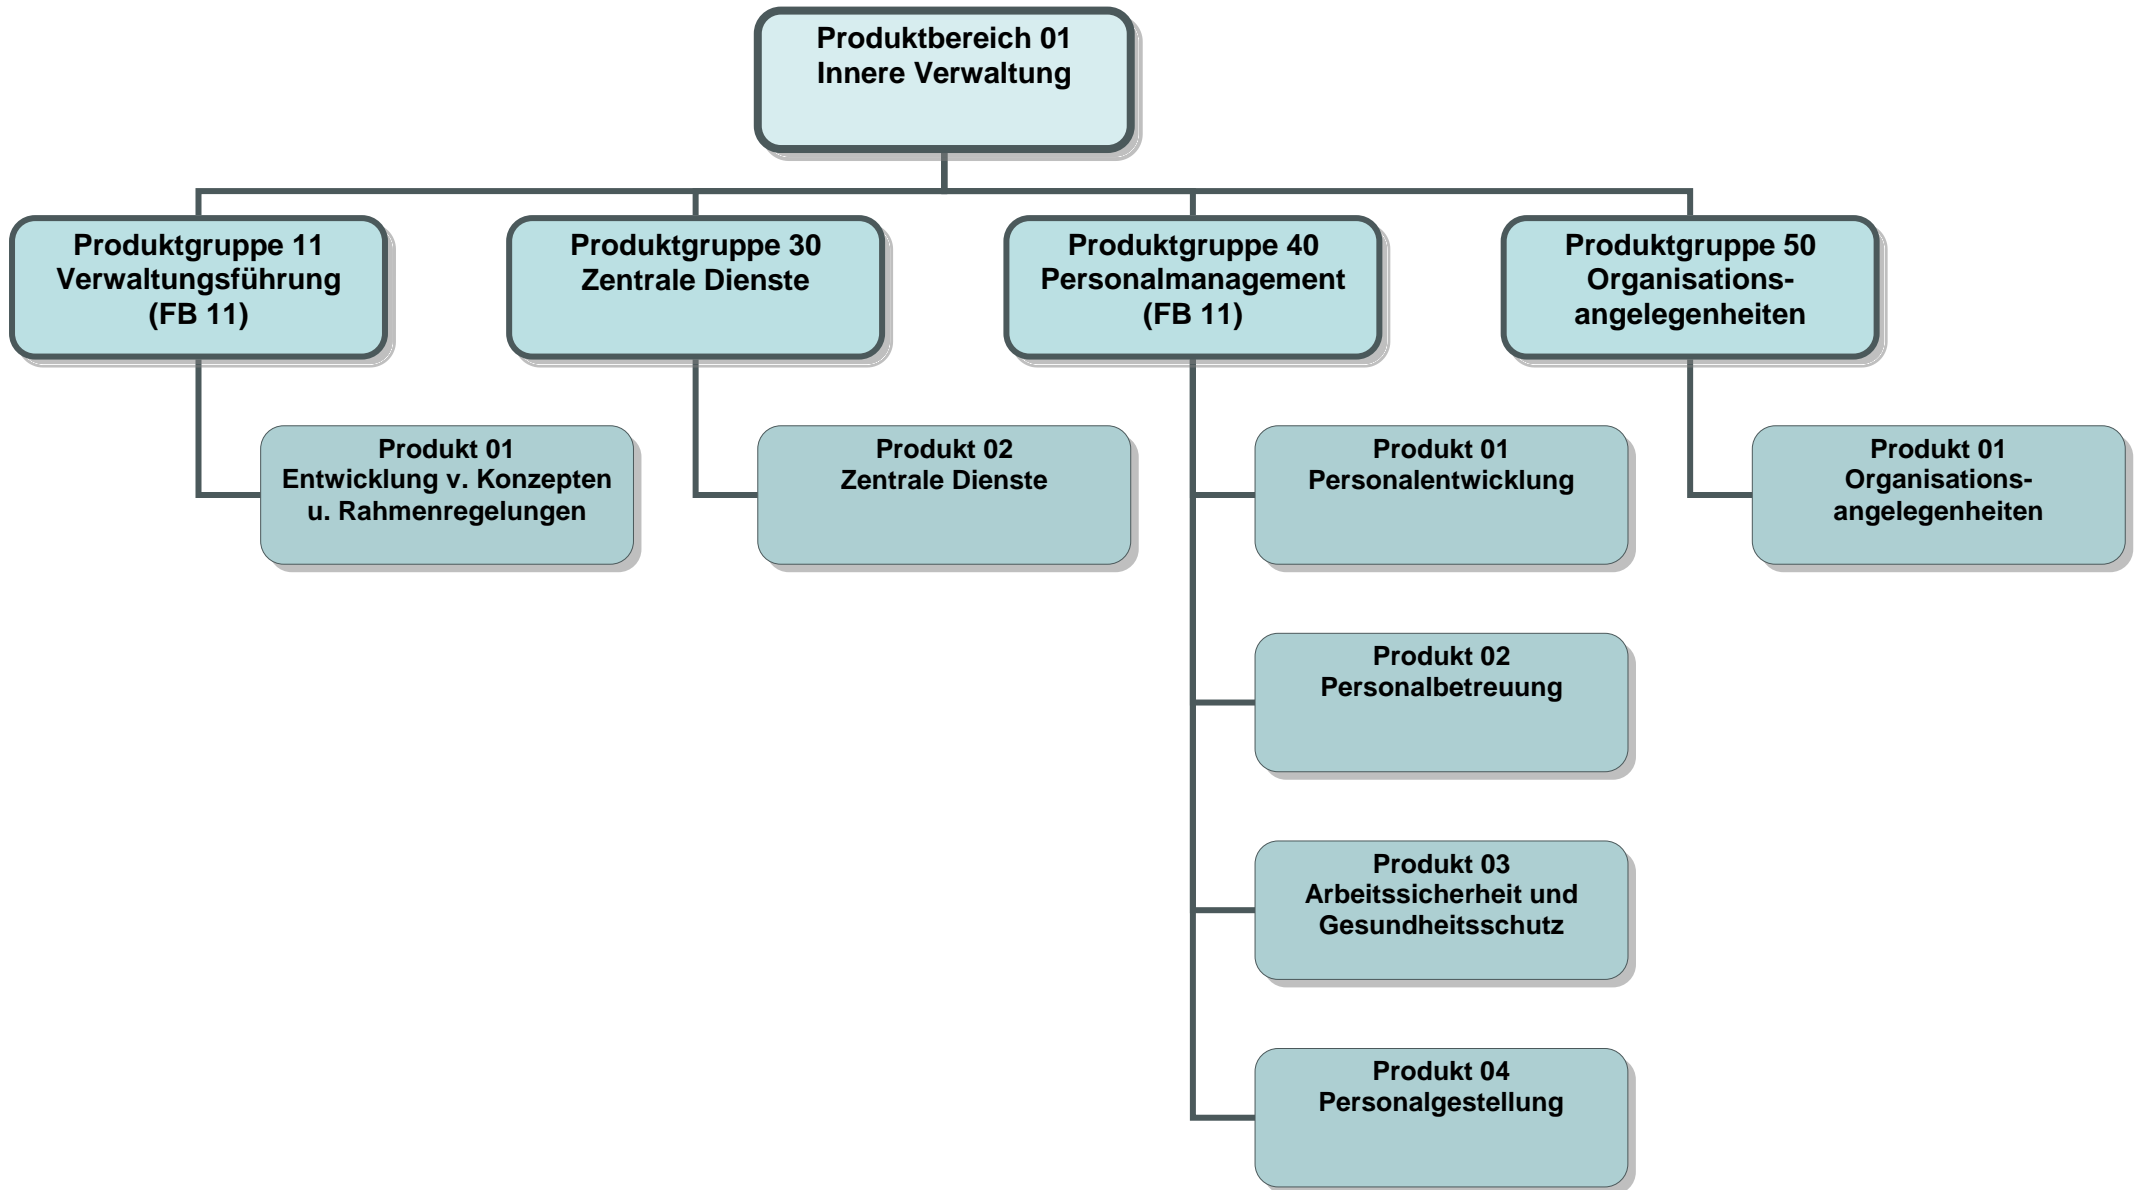 Produktbereich 01
Innere Verwaltung
Produktgruppe 11
Verwaltungsführung
(FB 11)
Produktgruppe 30
Zentrale Dienste
Produktgruppe 40
Personalmanagement
(FB 11)
Produktgruppe 50
Organisations-
angelegenheiten
Produkt 01
Entwicklung v. Konzepten
u. Rahmenregelungen
Produkt 02
Zentrale Dienste
Produkt 01
Personalentwicklung
Produkt 01
Organisations-
angelegenheiten
Produkt 02
Personalbetreuung
Produkt 03
Arbeitssicherheit und
Gesundheitsschutz
Produkt 04
Personalgestellung